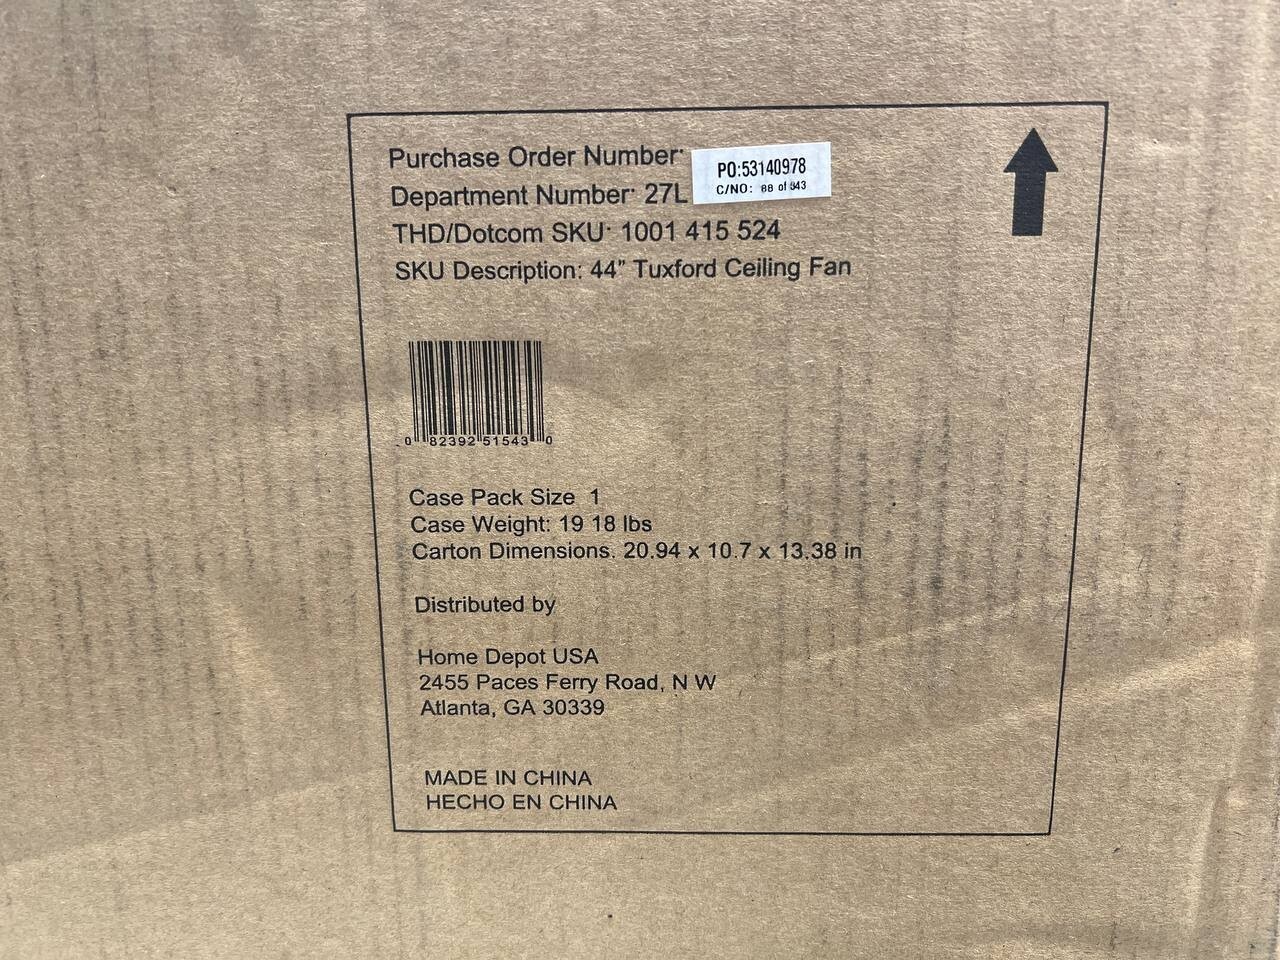 Purchase Order Number:
PO:53140978
C/NO: 88 of 543
Department Number: 27L
THD/Dotcom SKU: 1001 415 524
SKU Description: 44" Tuxford Ceiling Fan
0 82392 51543 0
Case Pack Size 1
Case Weight: 19 18 lbs
Carton Dimensions. 20.94 x 10.7 x 13.38 in
Distributed by
Home Depot USA
2455 Paces Ferry Road, N W
Atlanta, GA 30339
MADE IN CHINA
HECHO EN CHINA